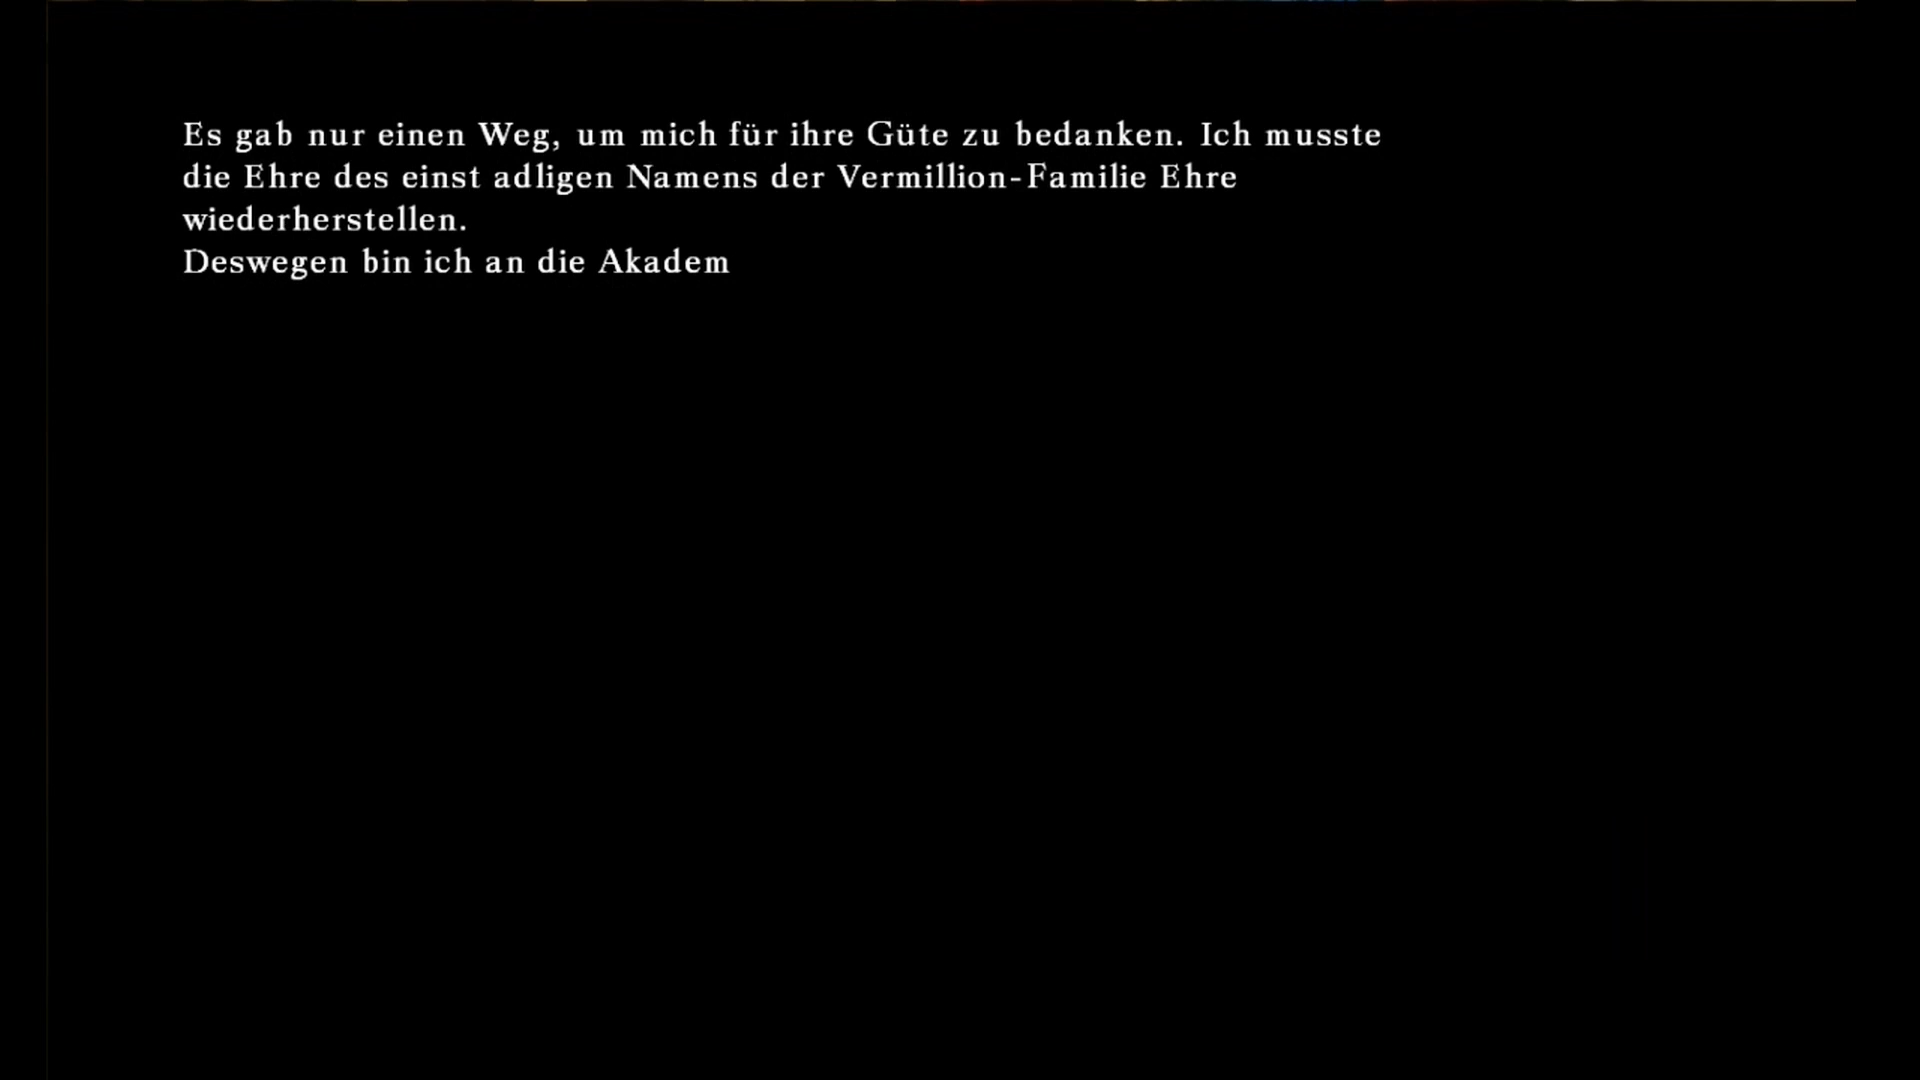 Es gab nur einen Weg, um mich für ihre Güte zu bedanken. Ich musste
die Ehre des einst adligen Namens der Vermillion-Familie Ehre
wiederherstellen.
Deswegen bin ich an die Akadem